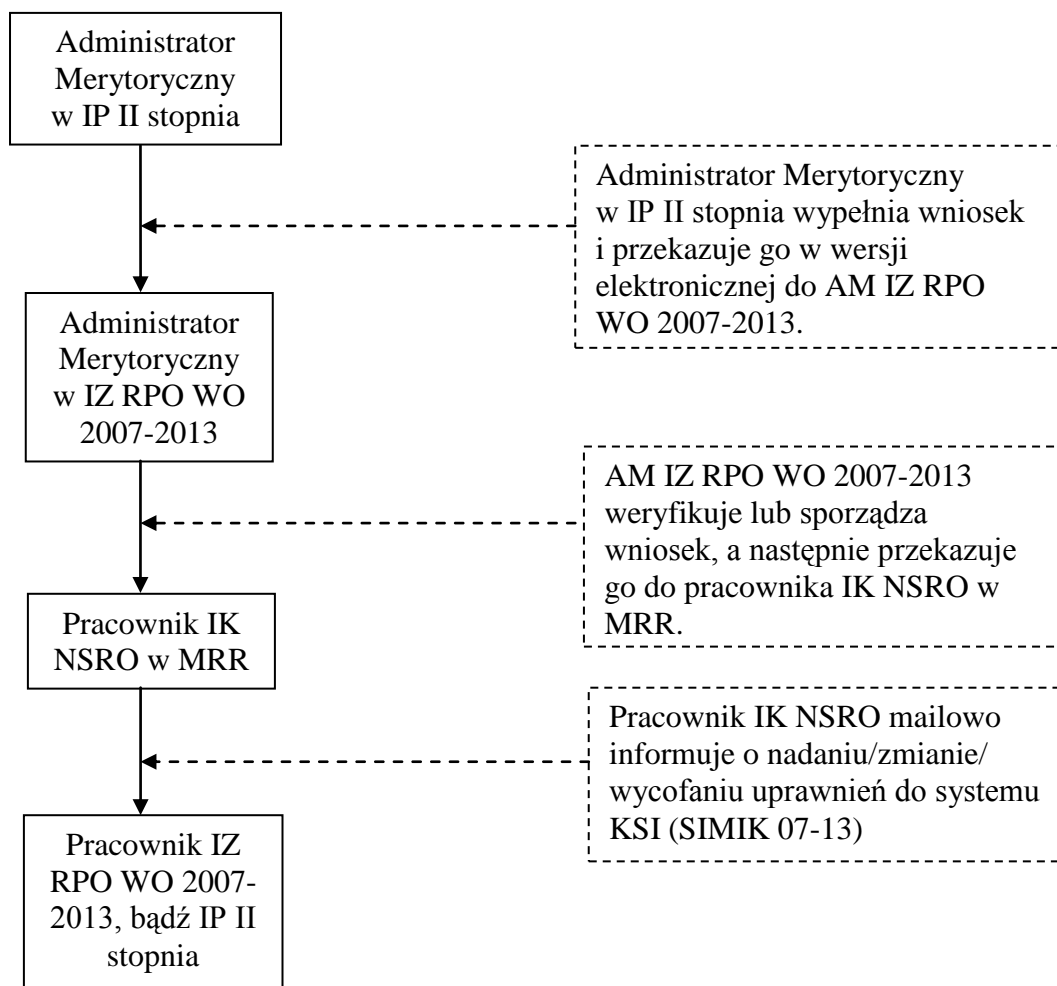 Administrator
Merytoryczny
w IP II stopnia
Administrator Merytoryczny
w IP II stopnia wypełnia wniosek
i przekazuje go w wersji
elektronicznej do AM IZ RPO
WO 2007-2013.
Administrator
Merytoryczny
w IZ RPO WO
2007-2013
AM IZ RPO WO 2007-2013
weryfikuje lub sporządza
wniosek, a następnie przekazuje
go do pracownika IK NSRO w
MRR.
Pracownik IK
NSRO w MRR
Pracownik IK NSRO mailowo
informuje o nadaniu/zmianie/
wycofaniu uprawnień do systemu
KSI (SIMIK 07-13)
Pracownik IZ
RPO WO 2007-
2013, bądź IP II
stopnia